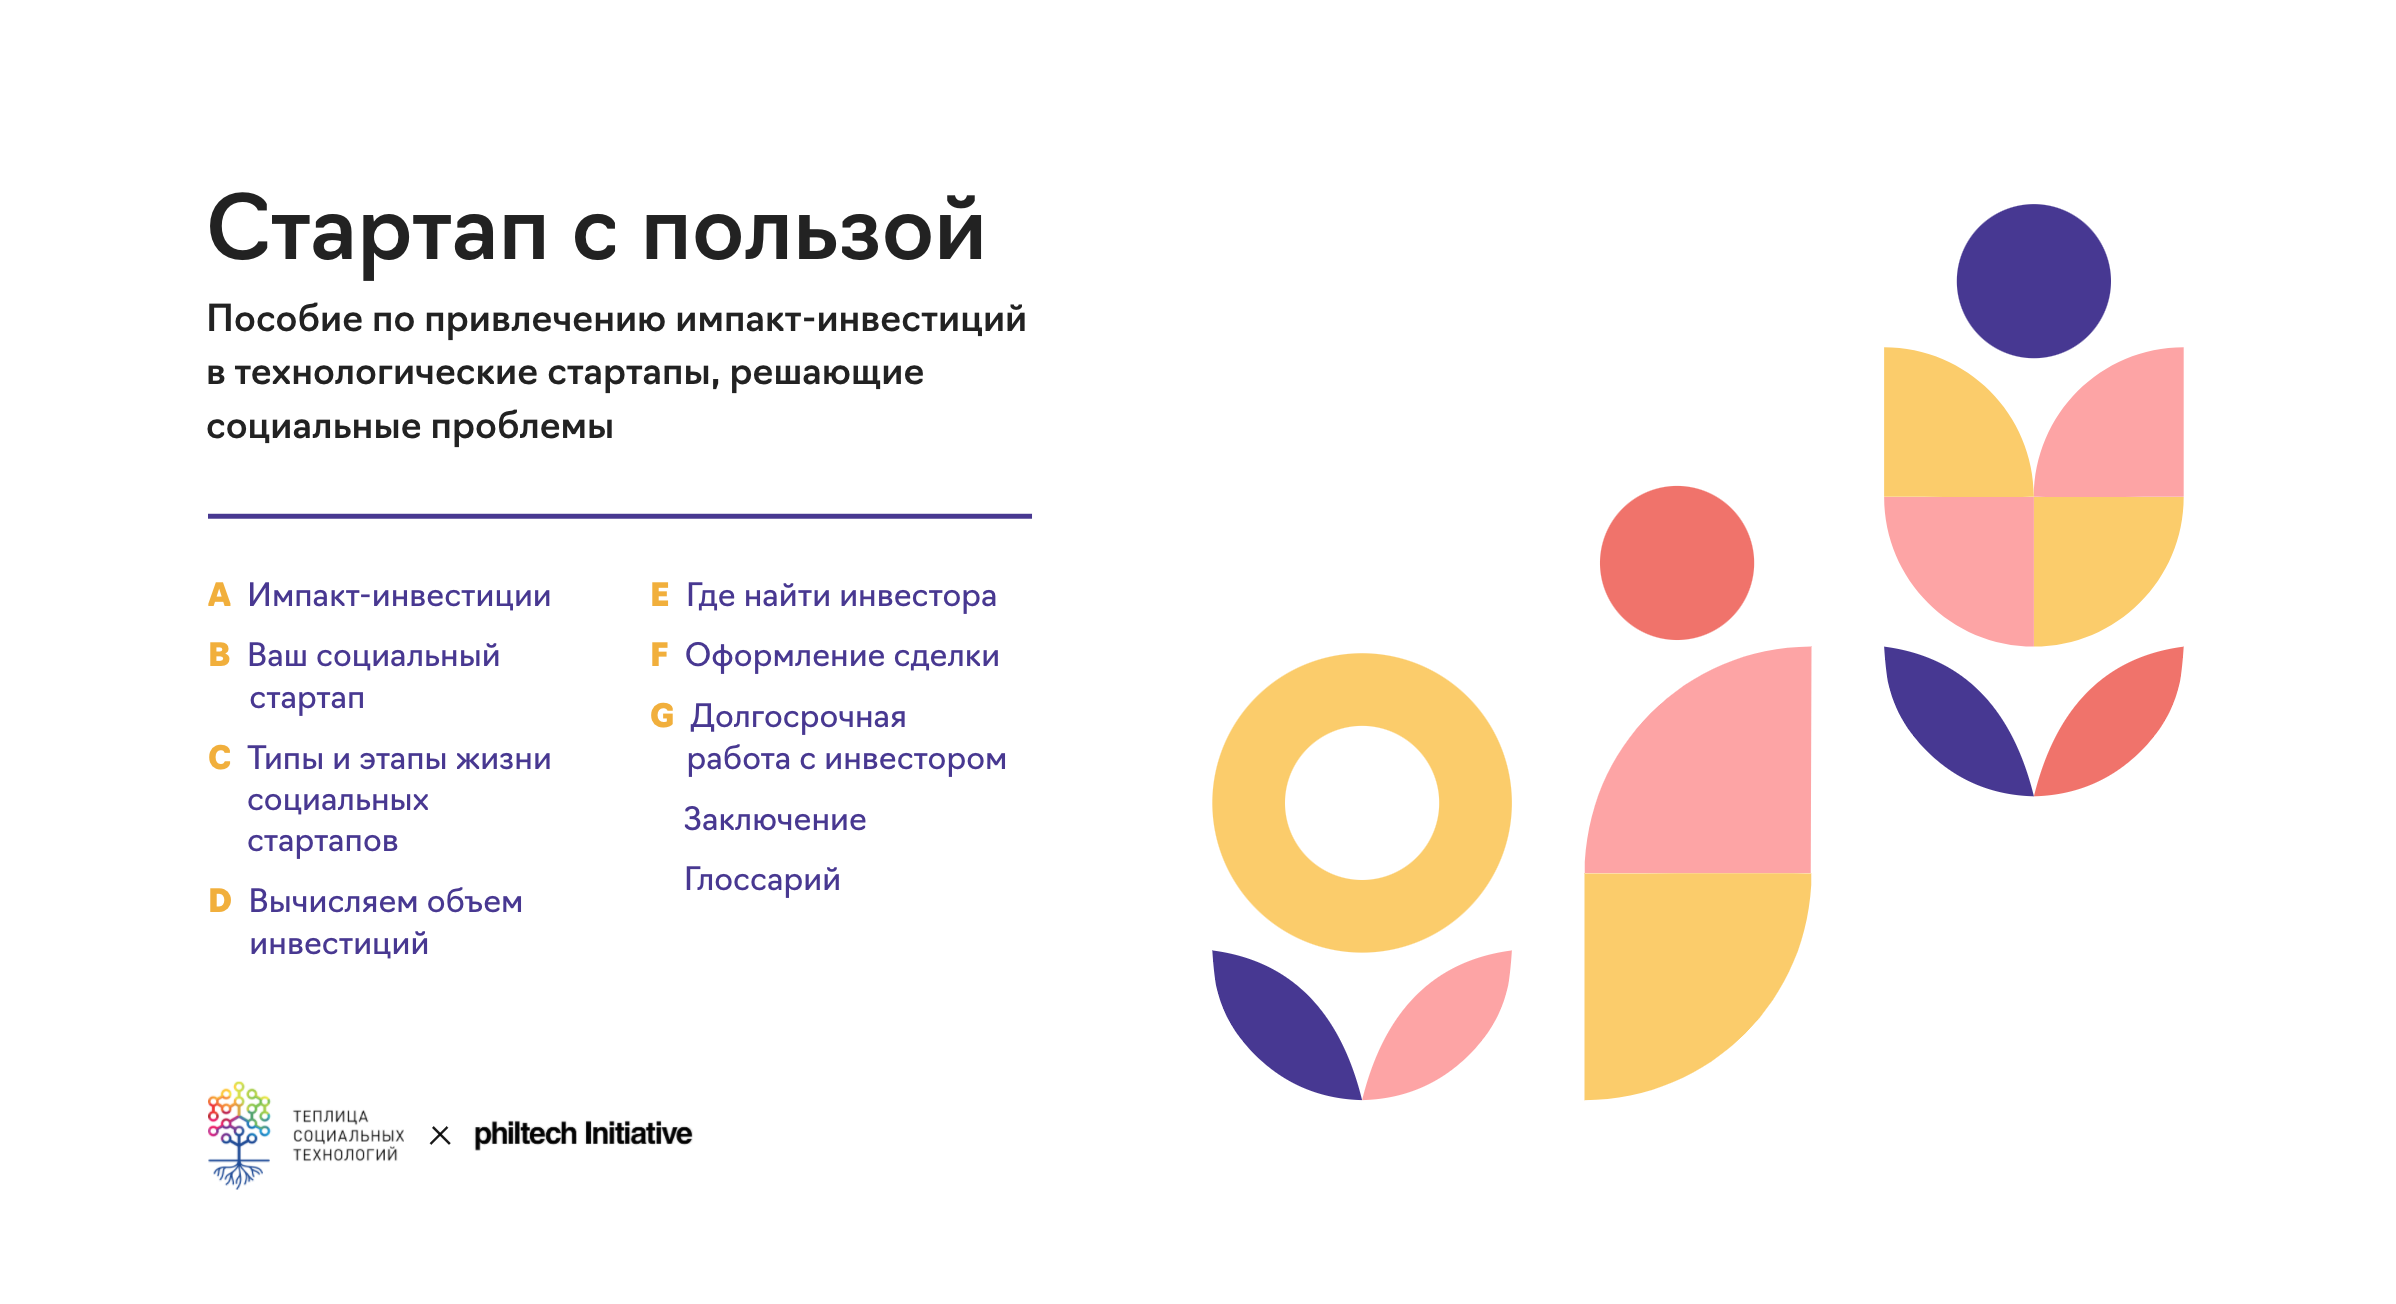 Стартап с пользой
Пособие по привлечению импакт-инвестиций
в технологические стартапы, решающие
социальные проблемы
A Импакт-инвестиции
B Ваш социальный
стартап
C Типы и этапы жизни
социальных
стартапов
D Вычисляем объем
инвестиций
E Где найти инвестора
F Оформление сделки
G Долгосрочная
работа с инвестором
Заключение
Глоссарий
ТЕПЛИЦА
СОЦИАЛЬНЫХ
ТЕХНОЛОГИЙ
× philtech Initiative